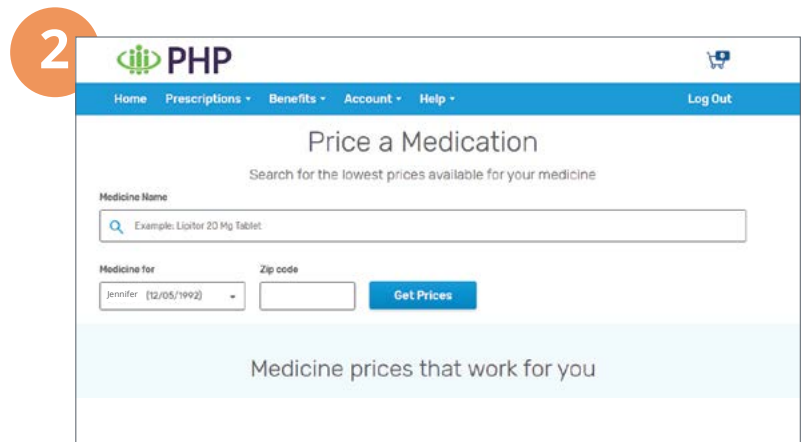 2
PHP
0
Home Prescriptions Benefits Account Help Log Out
Price a Medication
Search for the lowest prices available for your medicine
Medicine Name
Example: Lipitor 20 Mg Tablet
Medicine for Zip code
Jennifer (12/05/1992) Get Prices
Medicine prices that work for you